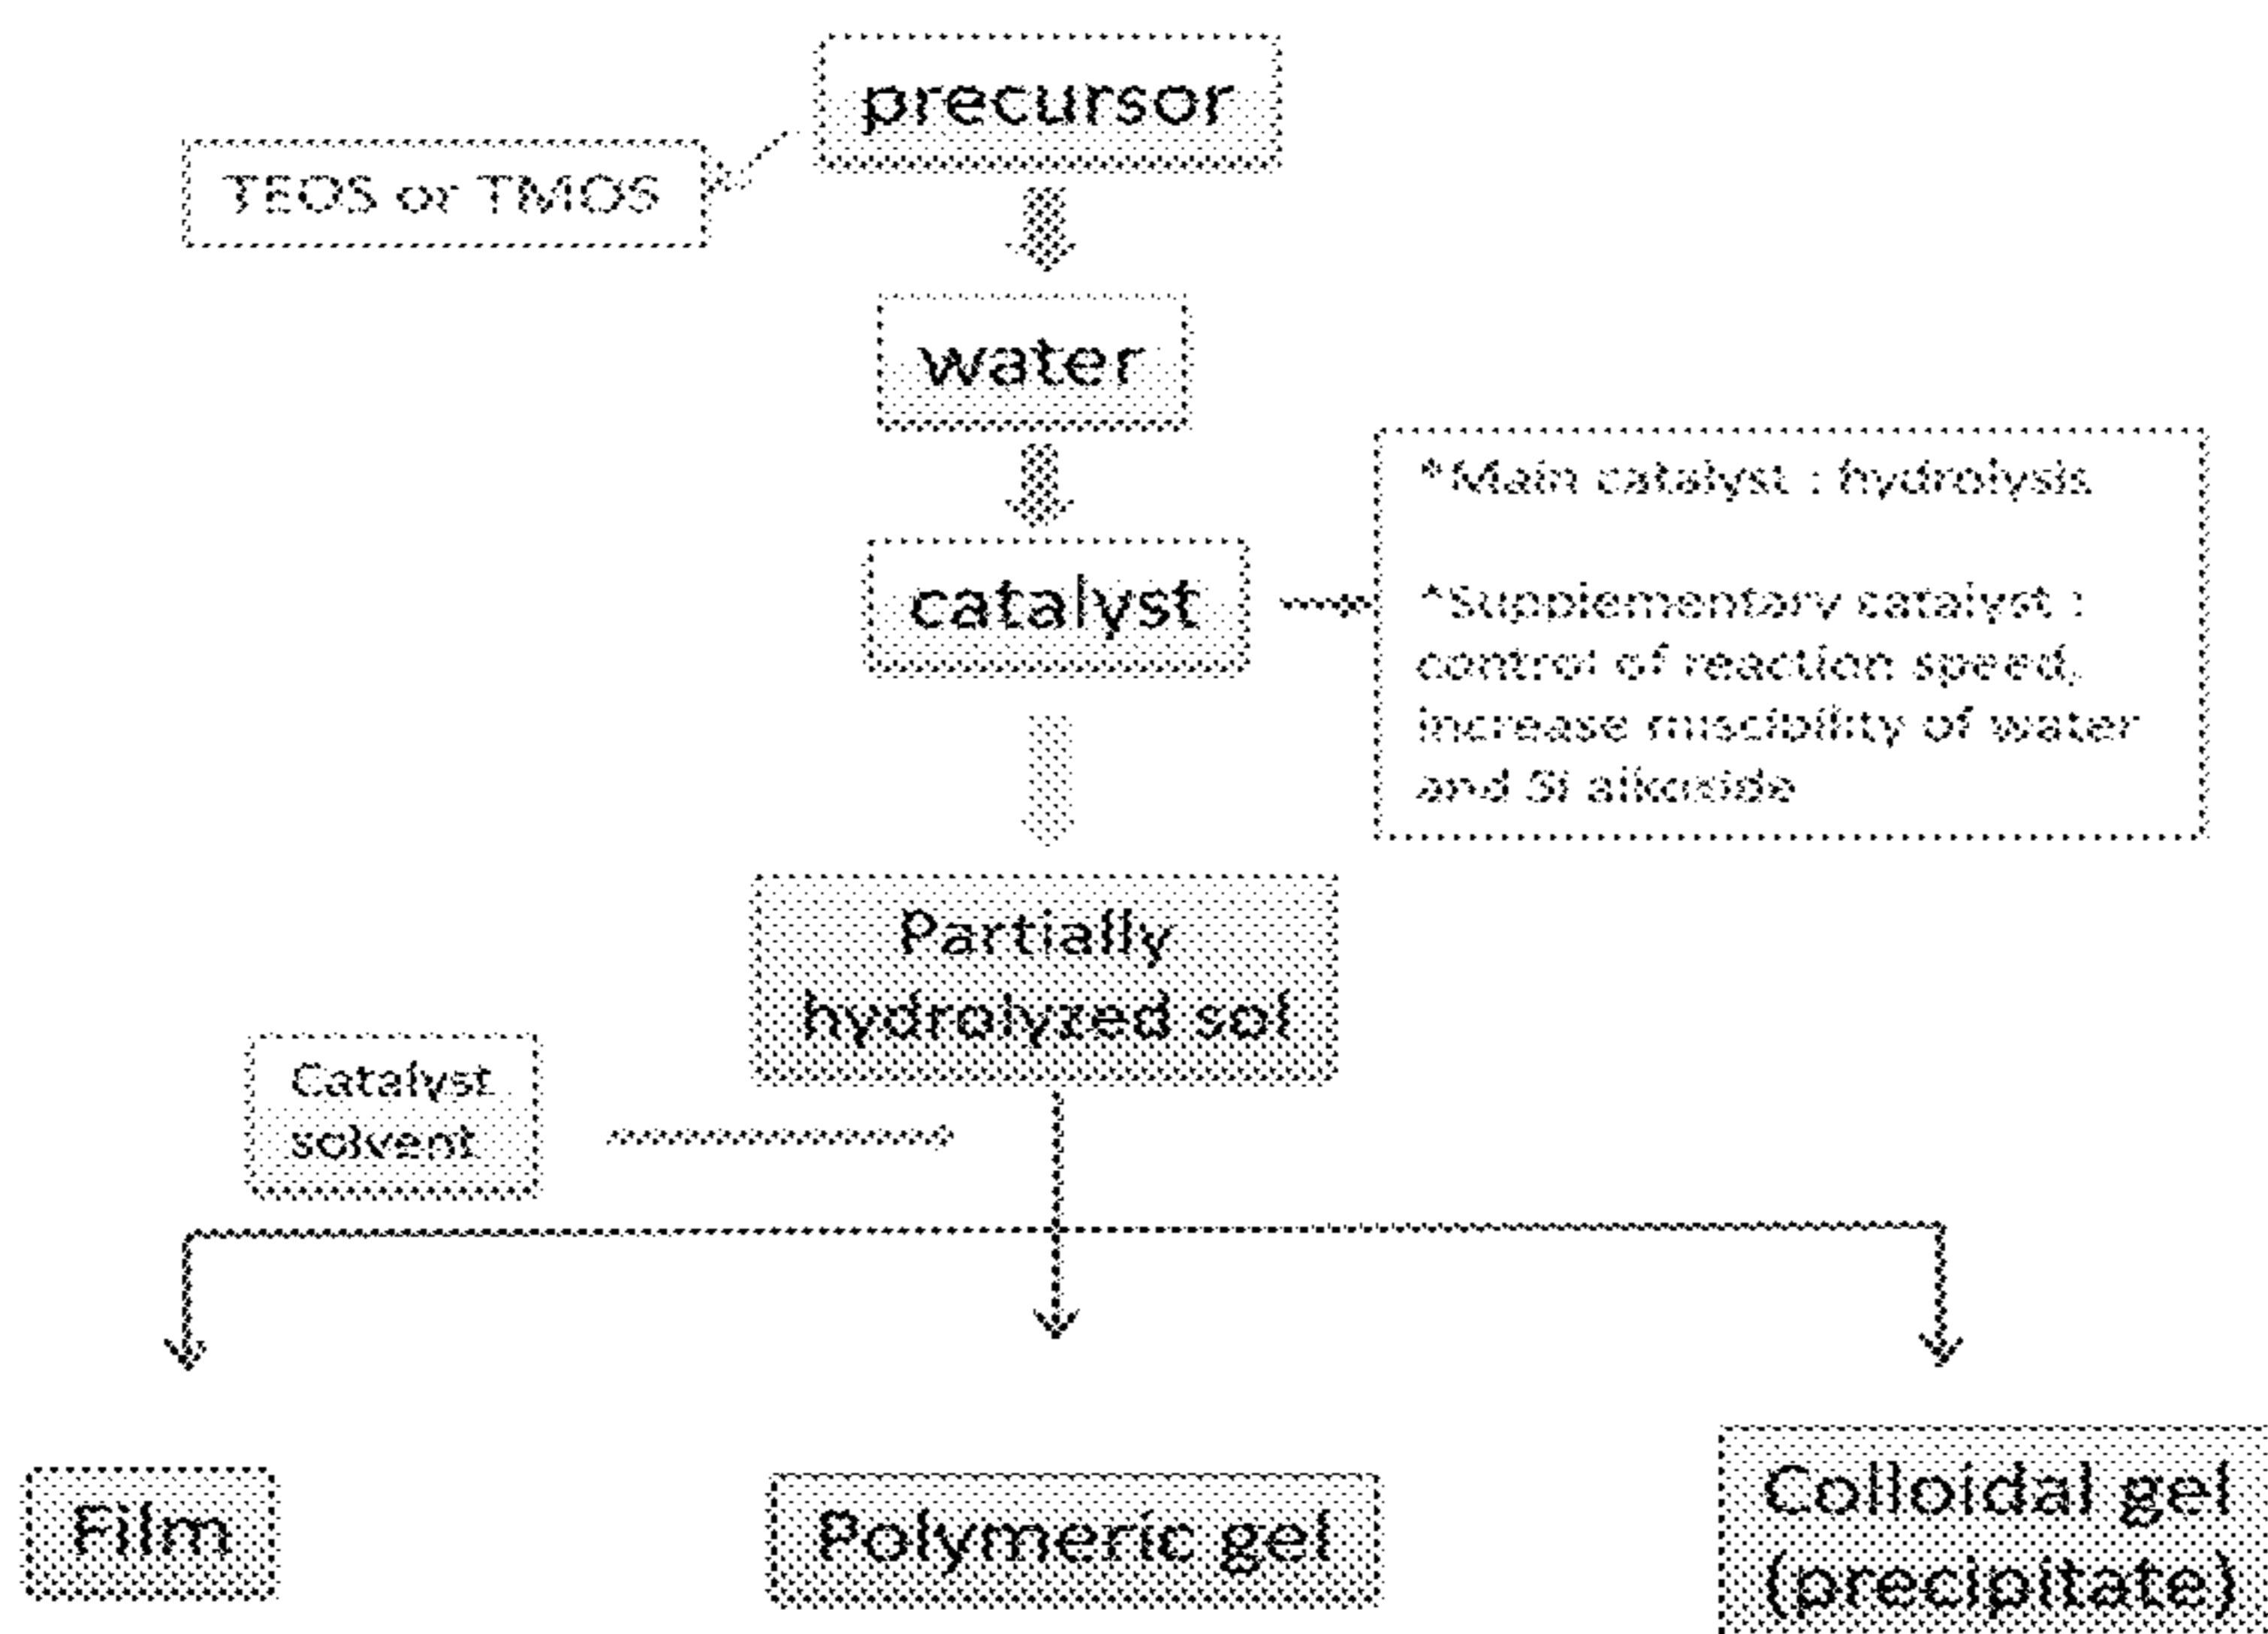 precursor
TEOS or TMOS
water
catalyst
*Main catalyst : hydrolysis
*Supplementary catalyst :
control of reaction speed,
increase miscibility of water
and Si alkoxide
Partially
hydrolyzed sol
Catalyst
solvent
Film
Polymeric gel
Colloidal gel
(precipitate)